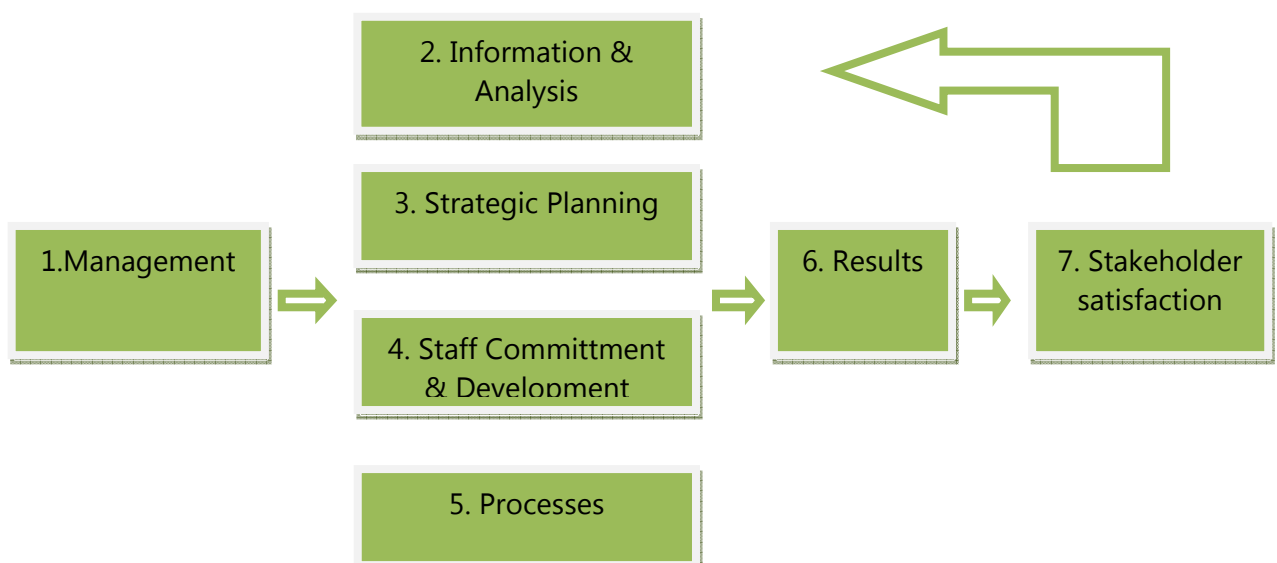 2. Information &
Analysis
3. Strategic Planning
1.Management
6. Results
7. Stakeholder
satisfaction
4. Staff Committment
& Development
5. Processes